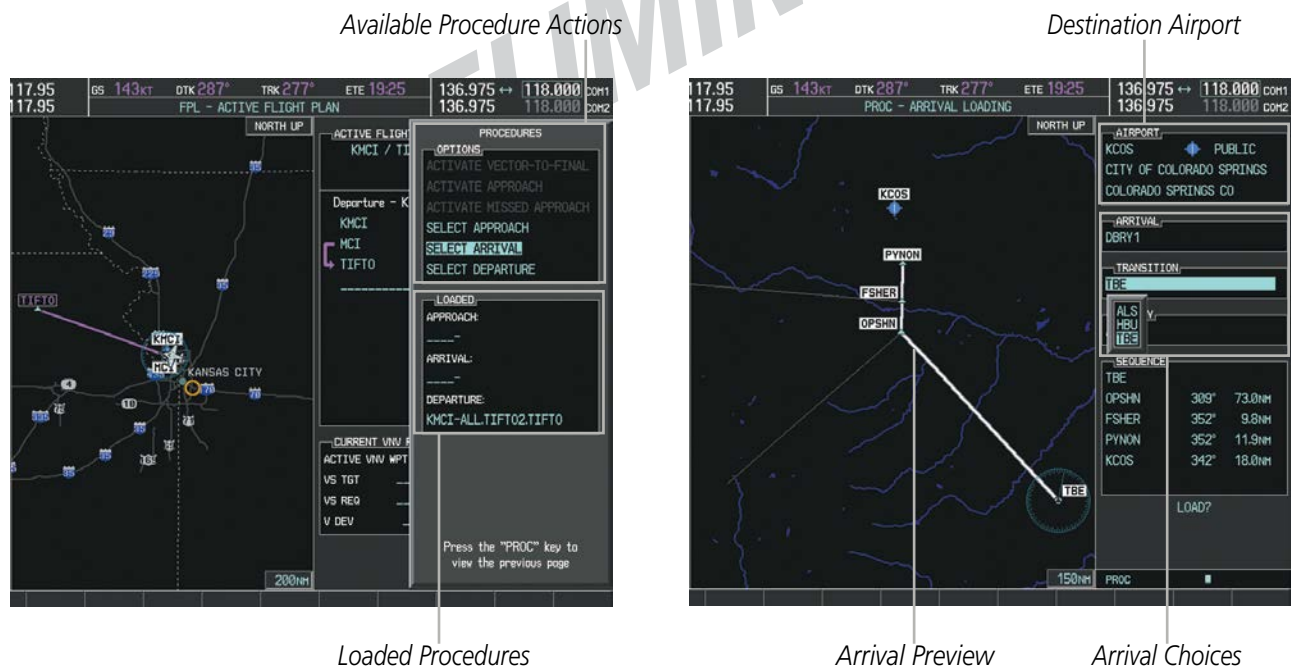 Available Procedure Actions
Destination Airport
ELIMIN
117.95 GS 143KT DTK 287° TRK 277° ETE 19:25 136.975 ↔ 118.000 COM1
117.95 FPL - ACTIVE FLIGHT PLAN 136.975 118.000 COM2
NORTH UP
ACTIVE FLIGHT
KMCI / TI
Departure - K
KMCI
MCI
TIFTO
PROCEDURES
OPTIONS
ACTIVATE VECTOR-TO-FINAL
ACTIVATE APPROACH
ACTIVATE MISSED APPROACH
SELECT APPROACH
SELECT ARRIVAL
SELECT DEPARTURE
LOADED
APPROACH:
____-
ARRIVAL:
____-
DEPARTURE:
KMCI-ALL.TIFTO2.TIFTO
TIFTO
KMCI
MCI
KANSAS CITY
CURRENT VNV P
ACTIVE VNV WPT
VS TGT
VS REQ
V DEV
Press the "PROC" key to
view the previous page
200NM
117.95 GS 143KT DTK 287° TRK 277° ETE 19:25 136.975 ↔ 118.000 COM1
117.95 PROC - ARRIVAL LOADING 136.975 118.000 COM2
NORTH UP
KCOS
PYNON
FSHER
OPSHN
TBE
150NM
AIRPORT
KCOS PUBLIC
CITY OF COLORADO SPRINGS
COLORADO SPRINGS CO
ARRIVAL
DBRY1
TRANSITION
TBE
ALS
HBU
TBE
Y
SEQUENCE
TBE
OPSHN 309° 73.0NM
FSHER 352° 9.8NM
PYNON 352° 11.9NM
KCOS 342° 18.0NM
LOAD?
PROC
Loaded Procedures
Arrival Preview
Arrival Choices